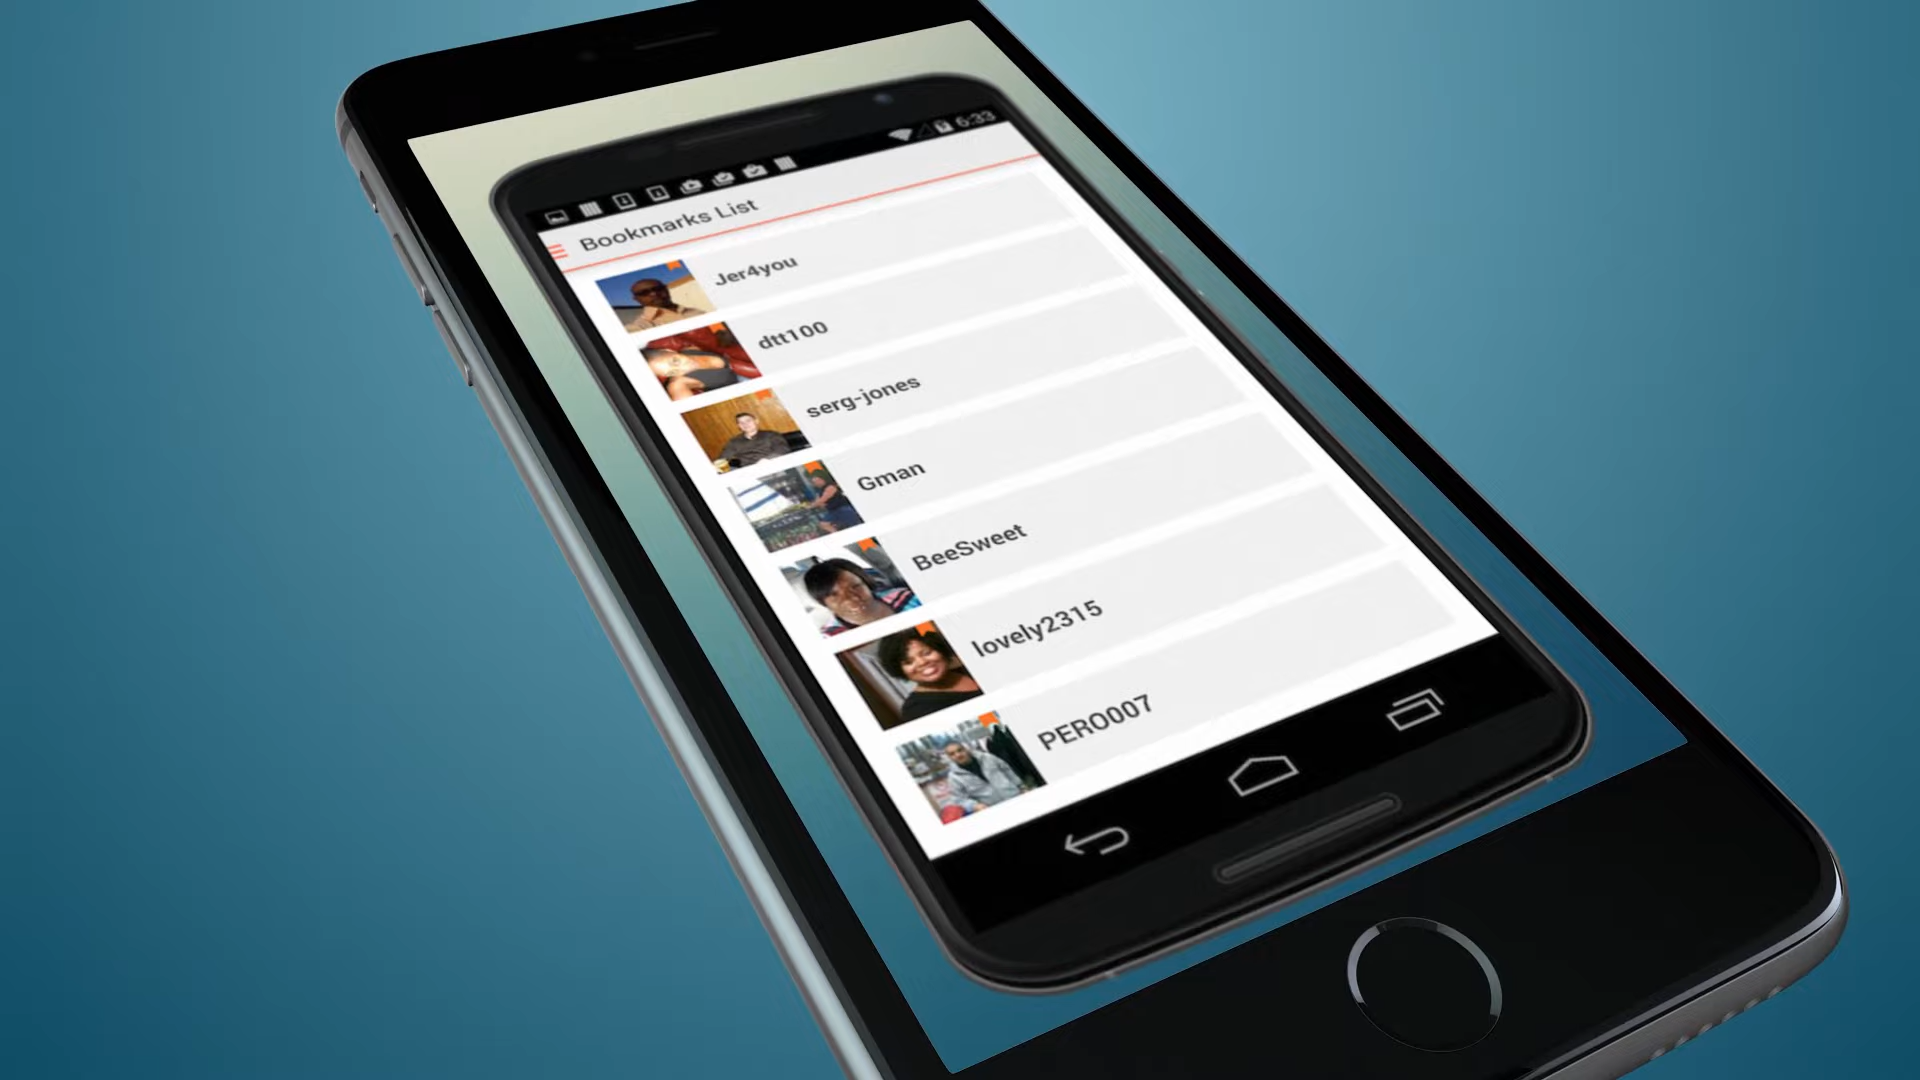 6:33
Bookmarks List
Jer4you
dtt100
serg-jones
Gman
BeeSweet
lovely2315
PERO007